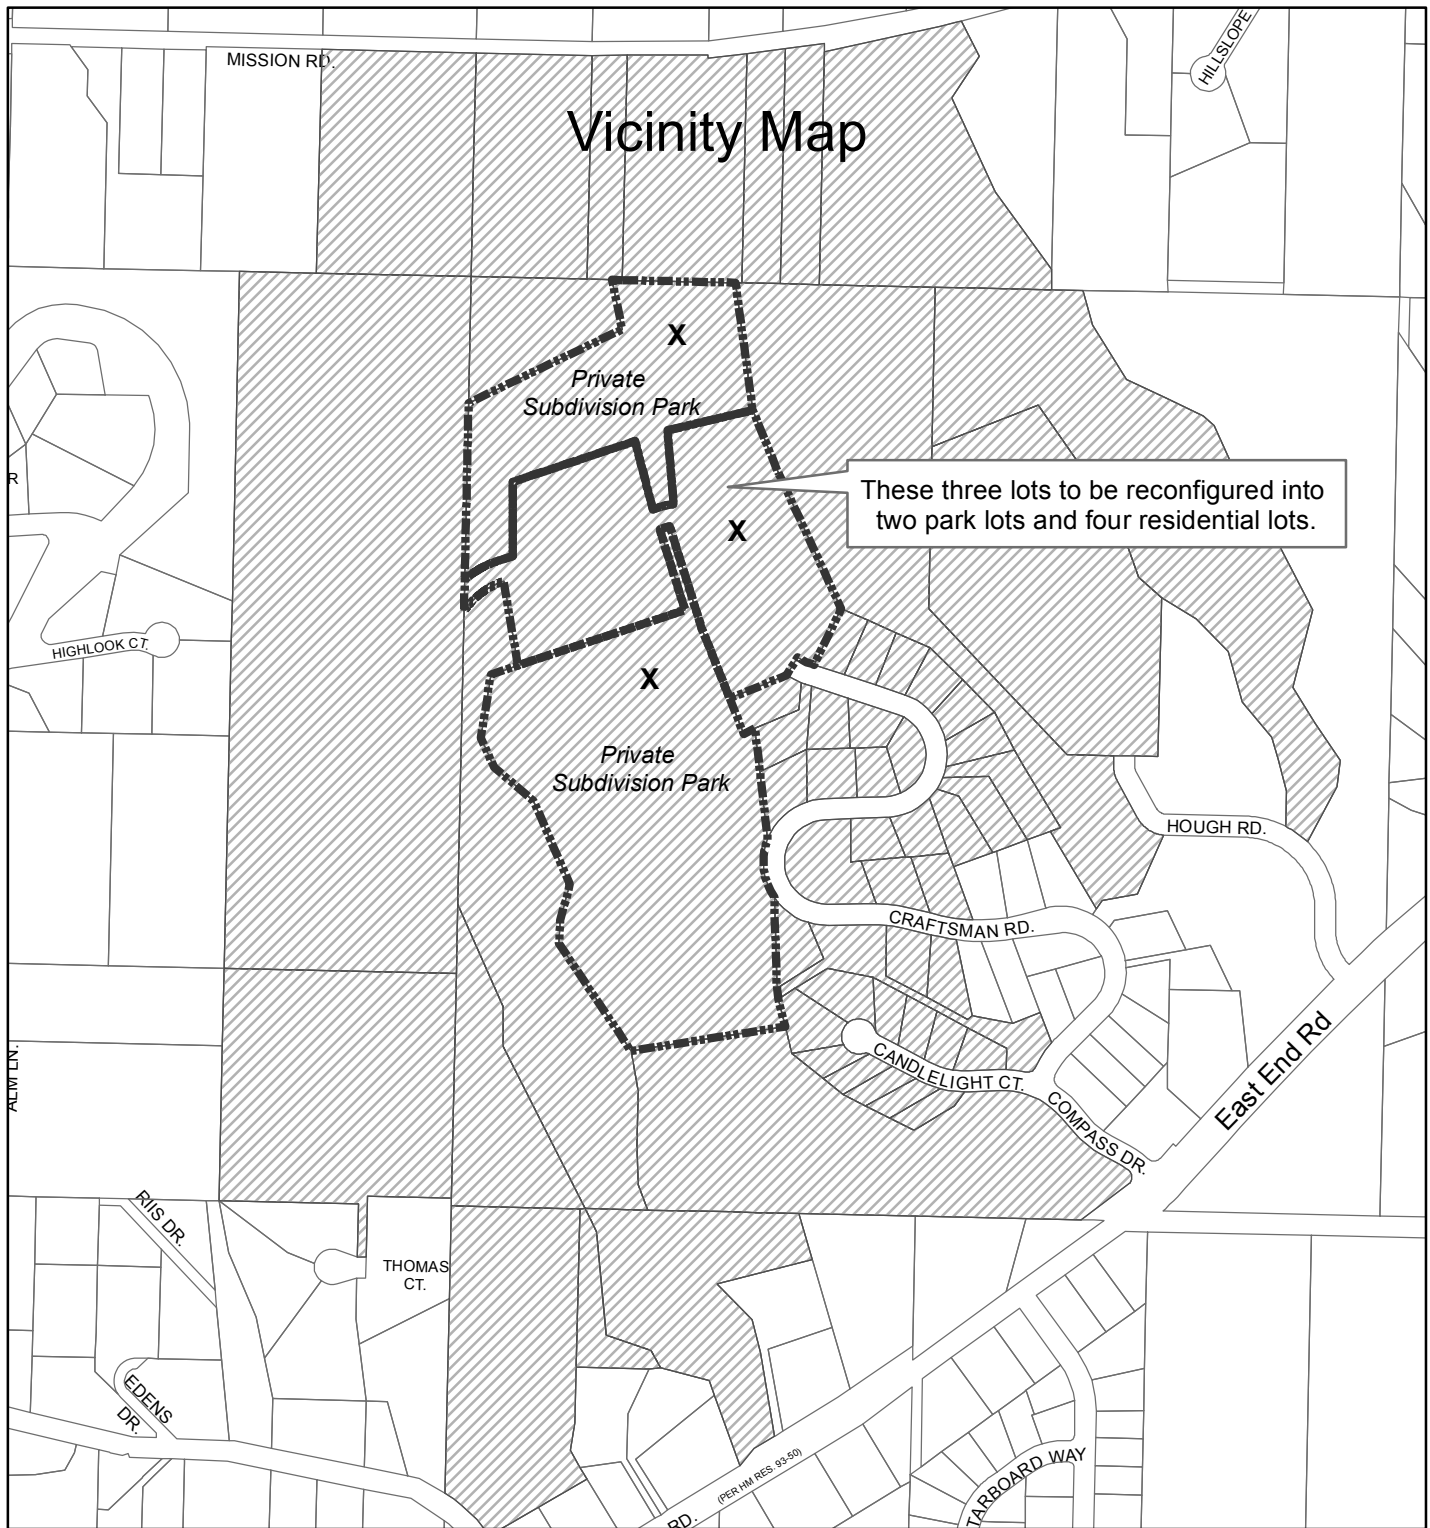 HILLSLOPE
MISSION RD.
Vicinity Map
X
Private
Subdivision Park
These three lots to be reconfigured into
two park lots and four residential lots.
X
R
HIGHLOOK CT.
X
Private
Subdivision Park
HOUGH RD.
CRAFTSMAN RD.
East End Rd
CANDLELIGHT CT.
ALM LN.
COMPASS DR.
RIIS DR.
THOMAS
CT.
EDENS
DR.
(PER HM RES. 93-50)
TARBOARD WAY
RD.